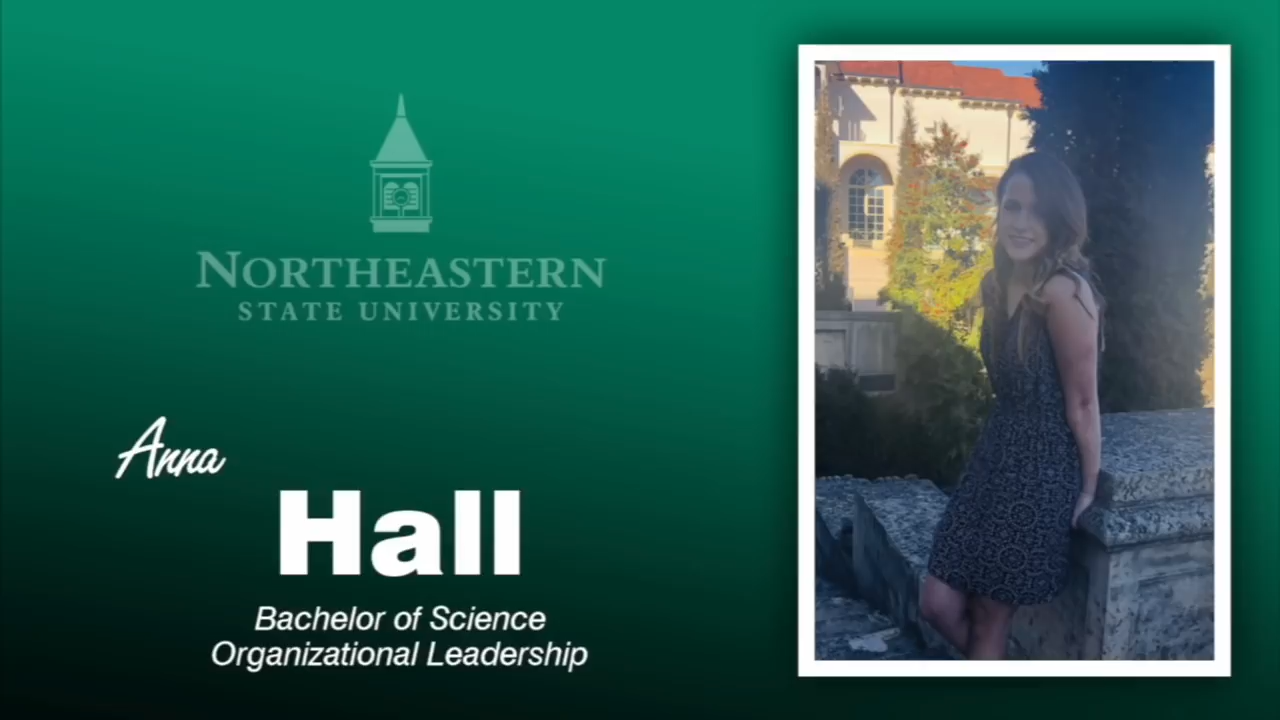 NORTHEASTERN
STATE UNIVERSITY
Anna
Hall
Bachelor of Science
Organizational Leadership